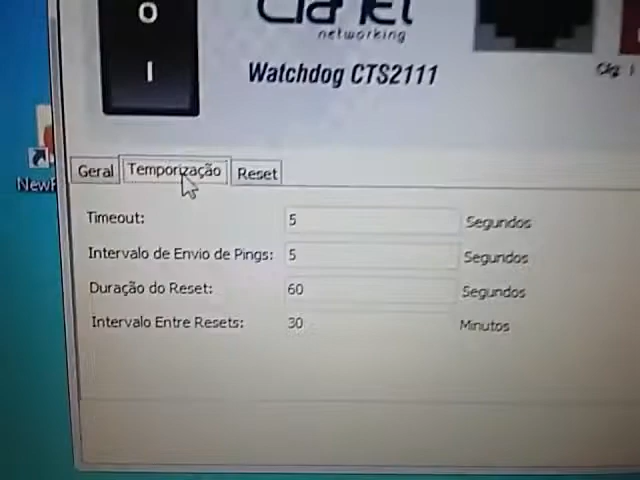 O
networking
I
Watchdog CTS2111
Geral Temporização Reset
Timeout: 5 Segundos
Intervalo de Envio de Pings: 5 Segundos
Duração do Reset: 60 Segundos
Intervalo Entre Resets: 30 Minutos